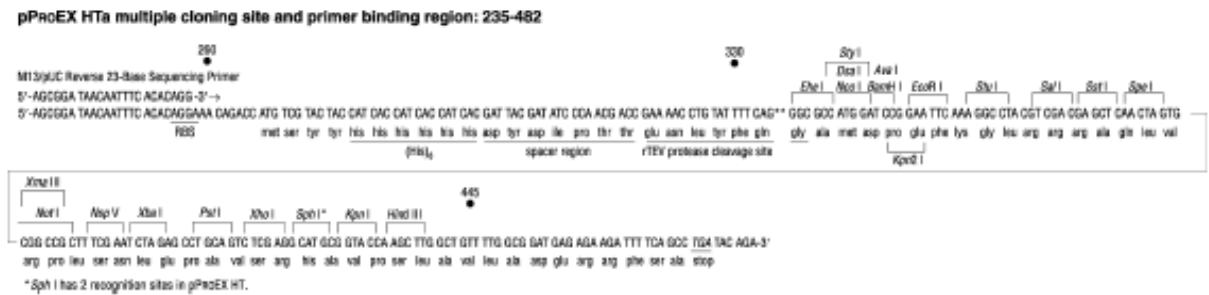 pPROEX HTa multiple cloning site and primer binding region: 235-482
260 330
Sty I
M13/pUC Reverse 23-Base Sequencing Primer Dsa I Ava I
5'-AGCGGA TAACAATTTC ACACAGG -3'→ Ehe I Nco I BamH I EcoR I Stu I Sal I Sst I Spe I
5'-AGCGGA TAACAATTTC ACACAGGAAA CAGACC ATG TCG TAC TAC CAT CAC CAT CAC CAT CAC GAT TAC GAT ATC CCA ACG ACC GAA AAC CTG TAT TTT CAG** GGC GCC ATG GAT CCG GAA TTC AAA GGC CTA CGT CGA CGA GCT CAA CTA GTG
RBS met ser tyr tyr his his his his his his asp tyr asp ile pro thr thr glu asn leu tyr phe gln gly ala met asp pro glu phe lys gly leu arg arg arg ala gln leu val
(His)6 spacer region rTEV protease cleavage site Kpn2 I
Xma III 445
Not I Nsp V Xba I Pst I Xho I Sph I* Kpn I Hind III
CGG CCG CTT TCG AAT CTA GAG CCT GCA GTC TCG AGG CAT GCG GTA CCA AGC TTG GCT GTT TTG GCG GAT GAG AGA AGA TTT TCA GCC TGA TAC AGA-3'
arg pro leu ser asn leu glu pro ala val ser arg his ala val pro ser leu ala val leu ala asp glu arg arg phe ser ala stop
*Sph I has 2 recognition sites in pPROEX HT.